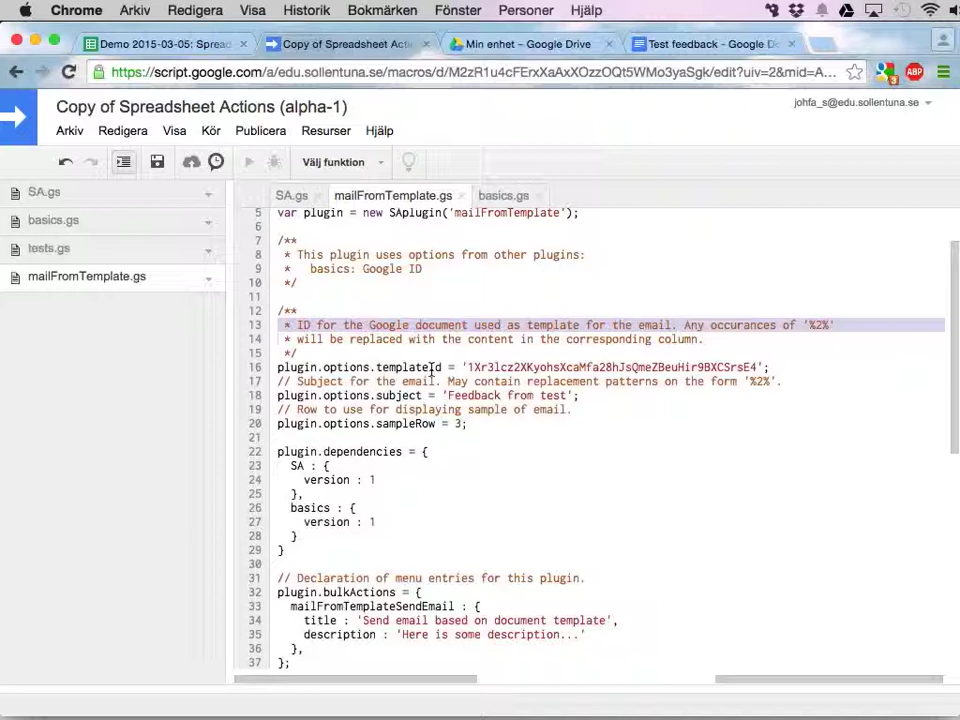 Chrome Arkiv Redigera Visa Historik Bokmärken Fönster Personer Hjälp
Demo 2015-03-05: Spread
Copy of Spreadsheet Actio
Min enhet – Google Drive
Test feedback - Google Do
https://script.google.com/a/edu.sollentuna.se/macros/d/M2zR1u4cFErxXaAxXOzzOQt5WMo3yaSgk/edit?uiv=2&mid=A...
3
ABP
Copy of Spreadsheet Actions (alpha-1)
johfa_s@edu.sollentuna.se
Arkiv Redigera Visa Kör Publicera Resurser Hjälp
Välj funktion
SA.gs
basics.gs
tests.gs
mailFromTemplate.gs
SA.gs mailFromTemplate.gs basics.gs
5 var plugin = new SAplugin('mailFromTemplate');
6
7 /**
8 * This plugin uses options from other plugins:
9 * basics: Google ID
10 */
11
12 /**
13 * ID for the Google document used as template for the email. Any occurances of '%2%'
14 * will be replaced with the content in the corresponding column.
15 */
16 plugin.options.templateId = '1Xr3lcz2XKyohsXcaMfa28hJsQmeZBeuHir9BXCSrsE4';
17 // Subject for the email. May contain replacement patterns on the form '%2%'.
18 plugin.options.subject = 'Feedback from test';
19 // Row to use for displaying sample of email.
20 plugin.options.sampleRow = 3;
21
22 plugin.dependencies = {
23 SA : {
24 version : 1
25 },
26 basics : {
27 version : 1
28 }
29 }
30
31 // Declaration of menu entries for this plugin.
32 plugin.bulkActions = {
33 mailFromTemplateSendEmail : {
34 title : 'Send email based on document template',
35 description : 'Here is some description...'
36 },
37 };